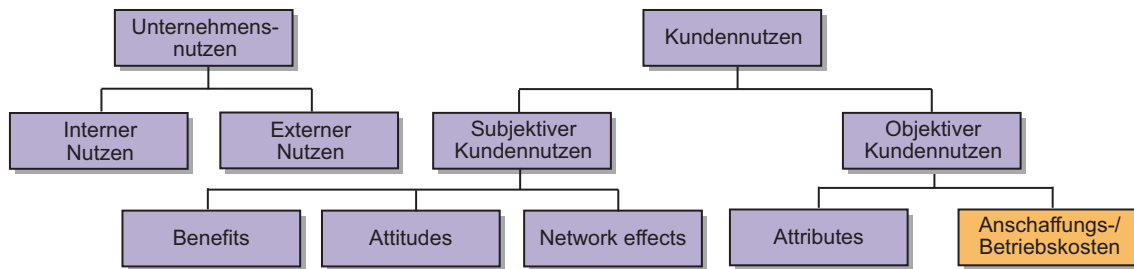 Unternehmens-
nutzen
Kundennutzen
Interner
Nutzen
Externer
Nutzen
Subjektiver
Kundennutzen
Objektiver
Kundennutzen
Benefits
Attitudes
Network effects
Attributes
Anschaffungs-/
Betriebskosten